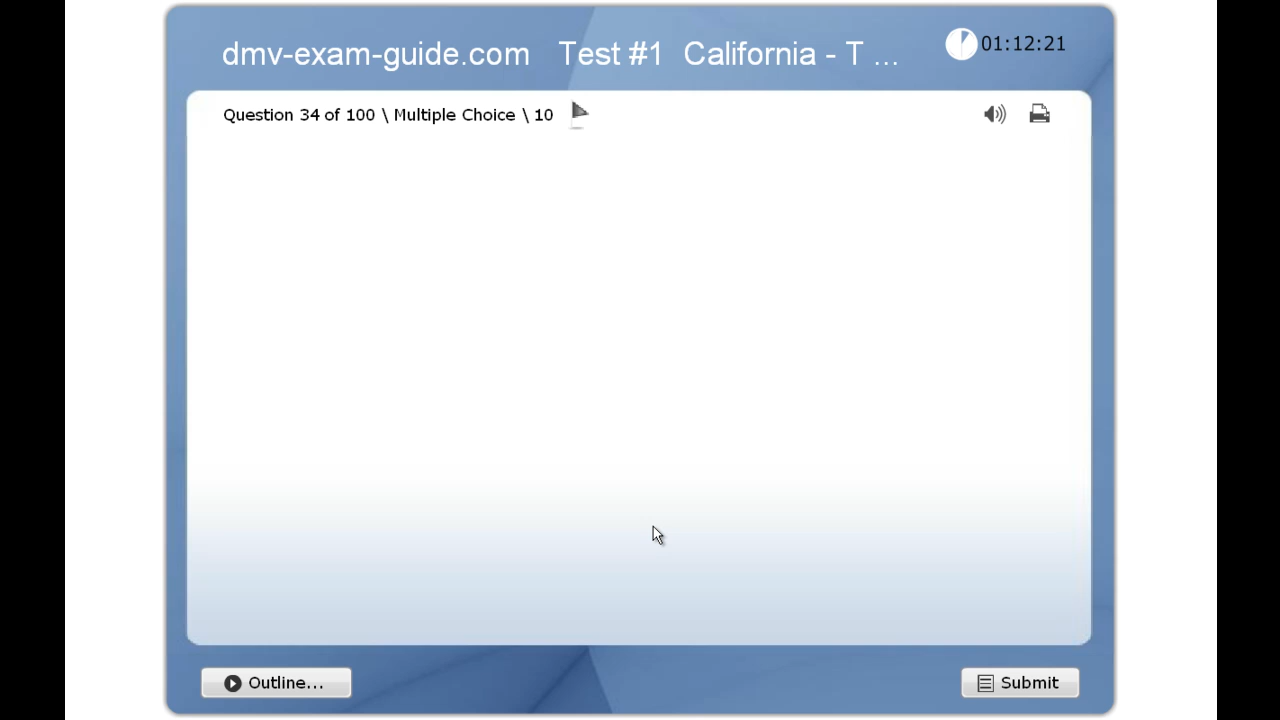 dmv-exam-guide.com Test #1 California - T ...
01:12:21
Question 34 of 100 \ Multiple Choice \ 10
Outline...
Submit